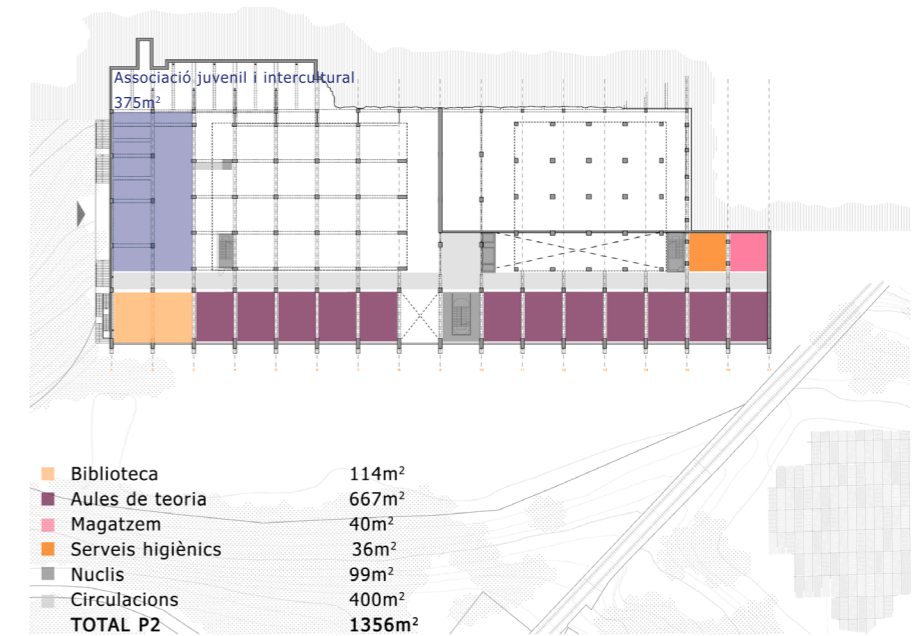 Associació juvenil i intercultural
375m²
Biblioteca 114m²
Aules de teoria 667m²
Magatzem 40m²
Serveis higiènics 36m²
Nuclis 99m²
Circulacions 400m²
TOTAL P2 1356m²